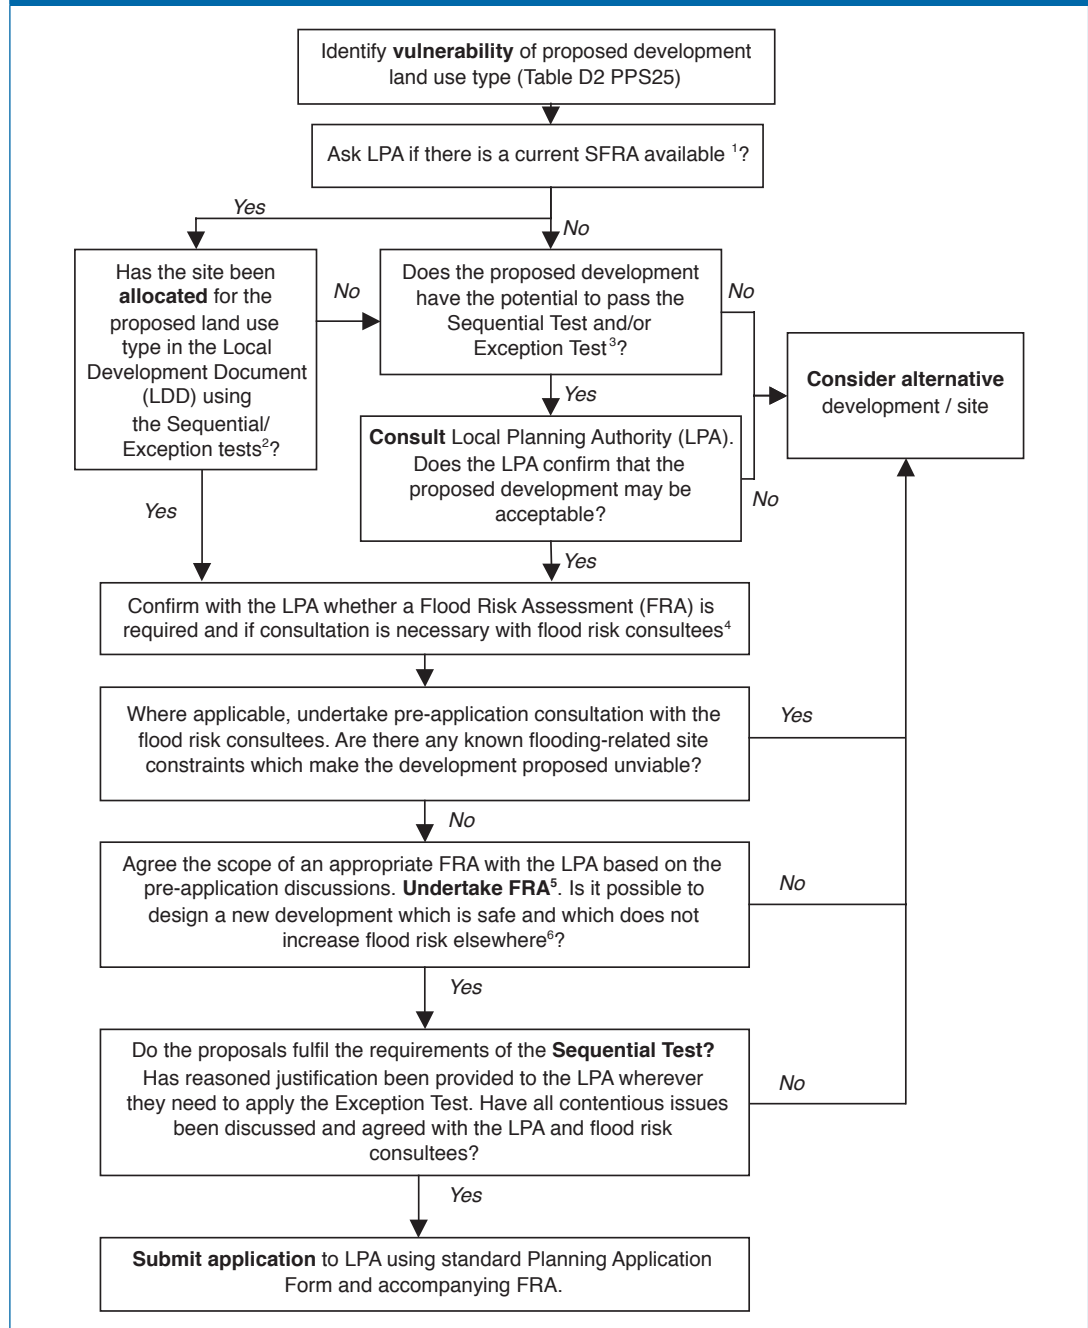 Identify vulnerability of proposed development
land use type (Table D2 PPS25)
Ask LPA if there is a current SFRA available ¹?
Yes
No
Has the site been
allocated for the
proposed land use
type in the Local
Development Document
(LDD) using
the Sequential/
Exception tests²?
No
Does the proposed development
have the potential to pass the
Sequential Test and/or
Exception Test³?
No
Consider alternative
development / site
Yes
Consult Local Planning Authority (LPA).
Does the LPA confirm that the
proposed development may be
acceptable?
No
Yes
Yes
Confirm with the LPA whether a Flood Risk Assessment (FRA) is
required and if consultation is necessary with flood risk consultees⁴
Where applicable, undertake pre-application consultation with the
flood risk consultees. Are there any known flooding-related site
constraints which make the development proposed unviable?
Yes
No
Agree the scope of an appropriate FRA with the LPA based on the
pre-application discussions. Undertake FRA⁵. Is it possible to
design a new development which is safe and which does not
increase flood risk elsewhere⁶?
No
Yes
Do the proposals fulfil the requirements of the Sequential Test?
Has reasoned justification been provided to the LPA wherever
they need to apply the Exception Test. Have all contentious issues
been discussed and agreed with the LPA and flood risk
consultees?
No
Yes
Submit application to LPA using standard Planning Application
Form and accompanying FRA.